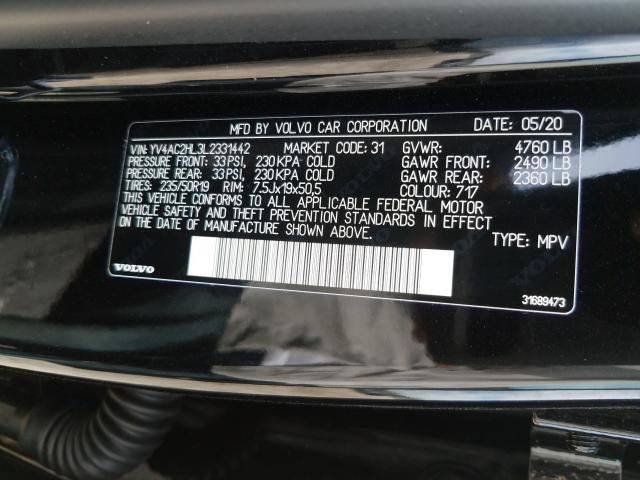 MFD BY VOLVO CAR CORPORATION DATE: 05/20
VIN: YV4AC2HL3L2331442 MARKET CODE: 31 GVWR: 4760 LB
PRESSURE FRONT: 33 PSI, 230 KPA COLD GAWR FRONT: 2490 LB
PRESSURE REAR: 33 PSI, 230 KPA COLD GAWR REAR: 2360 LB
TIRES: 235/50R19 RIM: 7.5Jx19x50,5 COLOUR: 717
THIS VEHICLE CONFORMS TO ALL APPLICABLE FEDERAL MOTOR
VEHICLE SAFETY AND THEFT PREVENTION STANDARDS IN EFFECT
ON THE DATE OF MANUFACTURE SHOWN ABOVE.
TYPE: MPV
VOLVO
31689473